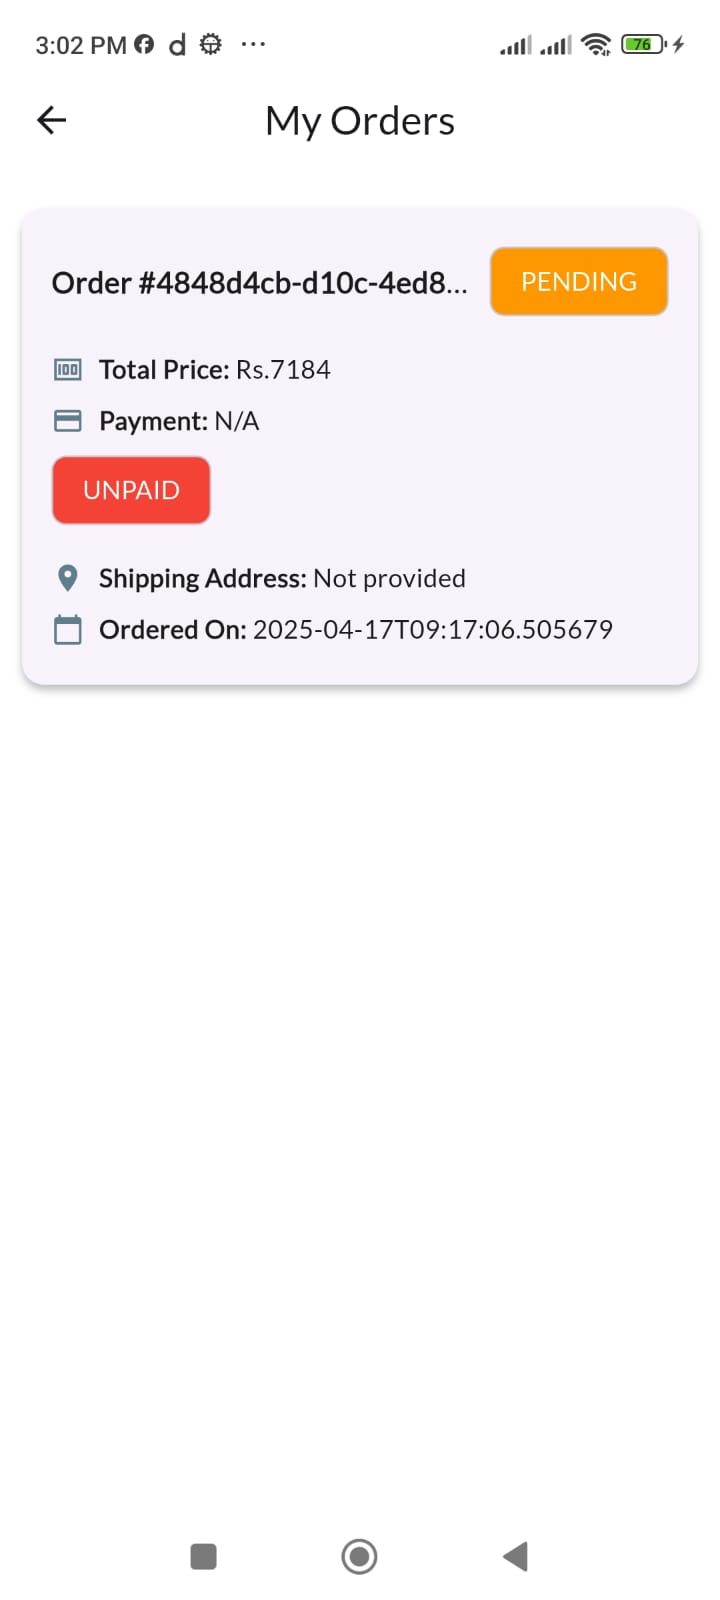 3:02 PM d ...
76
My Orders
Order #4848d4cb-d10c-4ed8...
PENDING
100 Total Price: Rs.7184
Payment: N/A
UNPAID
Shipping Address: Not provided
Ordered On: 2025-04-17T09:17:06.505679